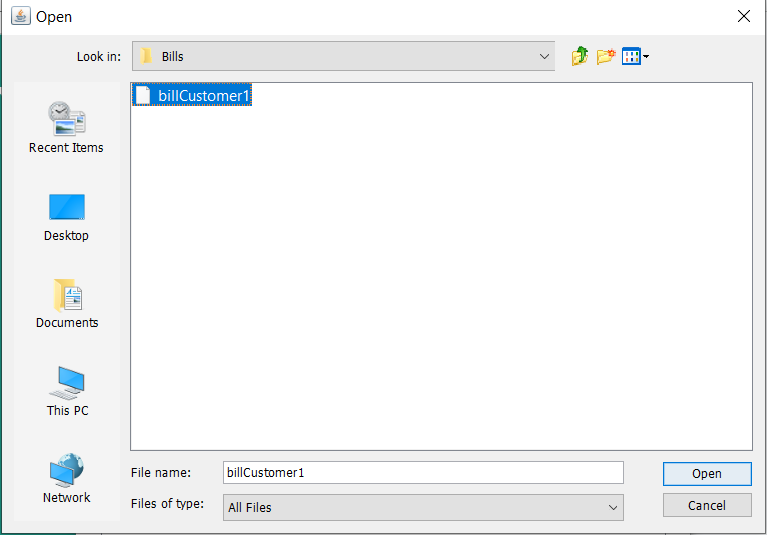 Open
Look in:
Bills
billCustomer1
Recent Items
Desktop
Documents
This PC
Network
File name:
billCustomer1
Open
Files of type:
All Files
Cancel